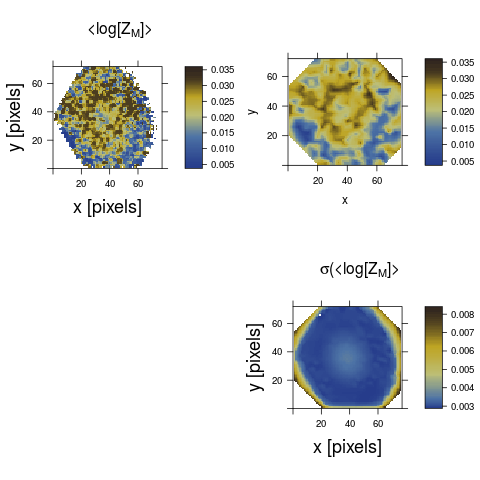 <log[Z_M]>
0.035
0.030
0.025
0.020
0.015
0.010
0.005
60
40
20
y [pixels]
20 40 60
x [pixels]
0.035
0.030
0.025
0.020
0.015
0.010
0.005
60
40
20
y
20 40 60
x
σ(<log[Z_M]>
0.008
0.007
0.006
0.005
0.004
0.003
60
40
20
y [pixels]
20 40 60
x [pixels]